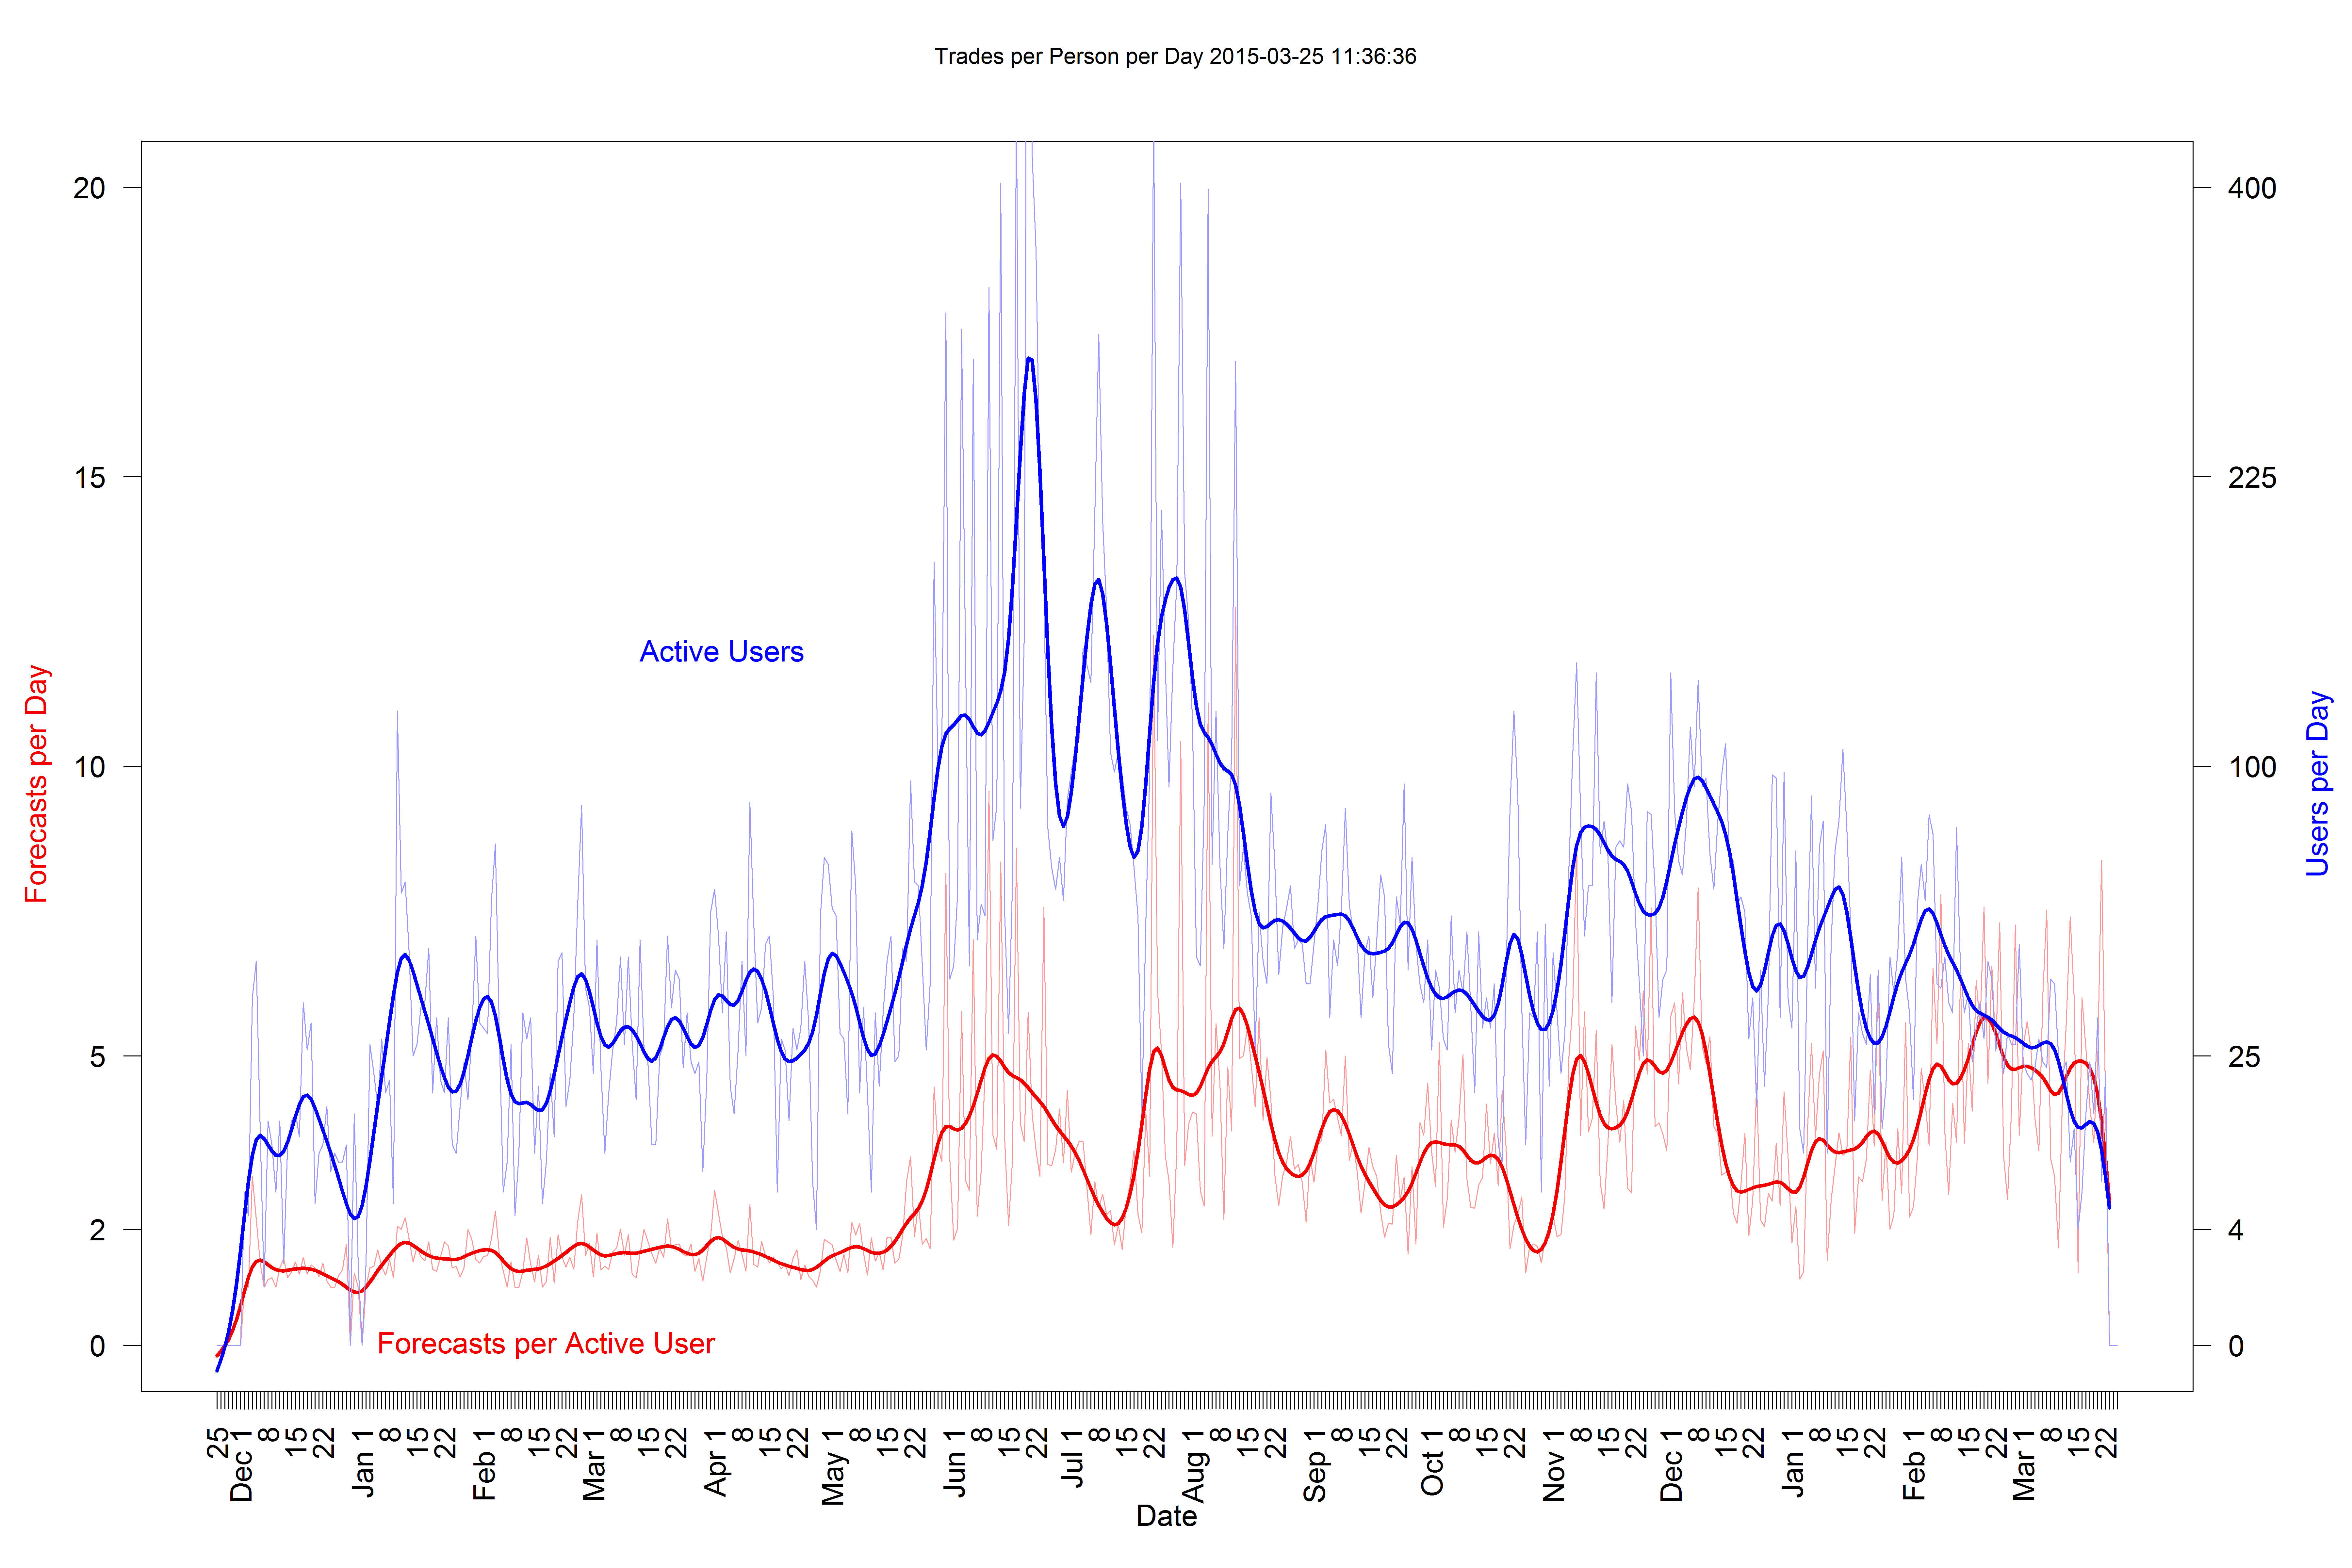 Trades per Person per Day 2015-03-25 11:36:36
20
15
10
5
2
0
Forecasts per Day
400
225
100
25
4
0
Users per Day
Active Users
Forecasts per Active User
25
Dec 1
8
15
22
Jan 1
8
15
22
Feb 1
8
15
22
Mar 1
8
15
22
Apr 1
8
15
22
May 1
8
15
22
Jun 1
8
15
22
Jul 1
8
15
22
Aug 1
8
15
22
Sep 1
8
15
22
Oct 1
8
15
22
Nov 1
8
15
22
Dec 1
8
15
22
Jan 1
8
15
22
Feb 1
8
15
22
Mar 1
8
15
22
Date